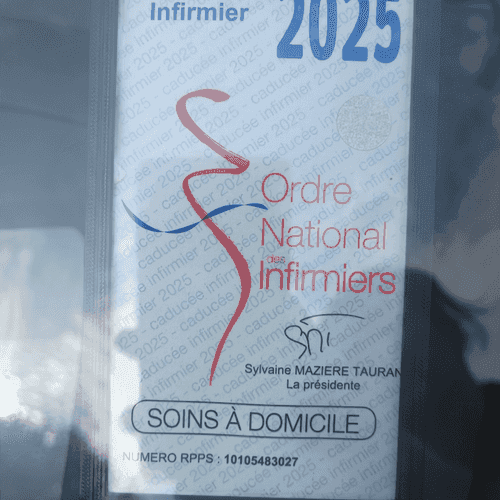 Infirmier 2025
Ordre
National
des
Infirmiers
Sylvaine MAZIERE TAURAN
La présidente
SOINS À DOMICILE
NUMERO RPPS : 10105483027